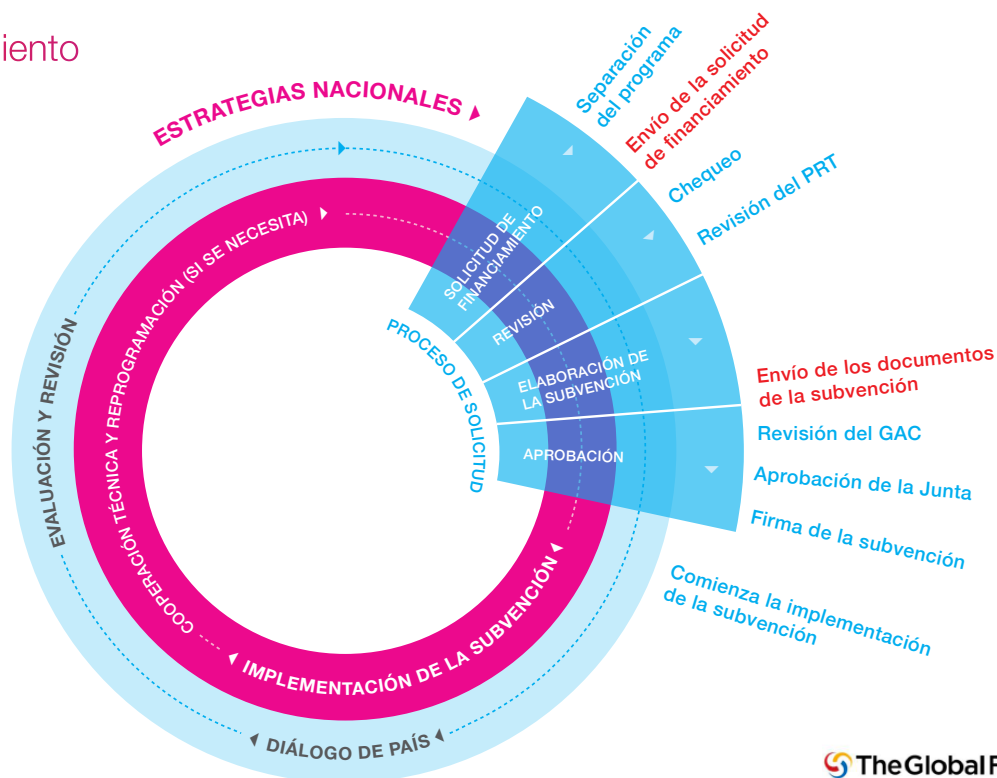 iento
ESTRATEGIAS NACIONALES
Separación
del programa
Envío de la solicitud
de financiamiento
Chequeo
Revisión del PRT
SOLICITUD DE
FINANCIAMIENTO
REVISIÓN
ELABORACIÓN DE
LA SUBVENCIÓN
APROBACIÓN
PROCESO DE SOLICITUD
Envío de los documentos
de la subvención
Revisión del GAC
Aprobación de la Junta
Firma de la subvención
Comienza la implementación
de la subvención
COOPERACIÓN TÉCNICA Y REPROGRAMACIÓN (SI SE NECESITA)
EVALUACIÓN Y REVISIÓN
IMPLEMENTACIÓN DE LA SUBVENCIÓN
DIÁLOGO DE PAÍS
TheGlobalF